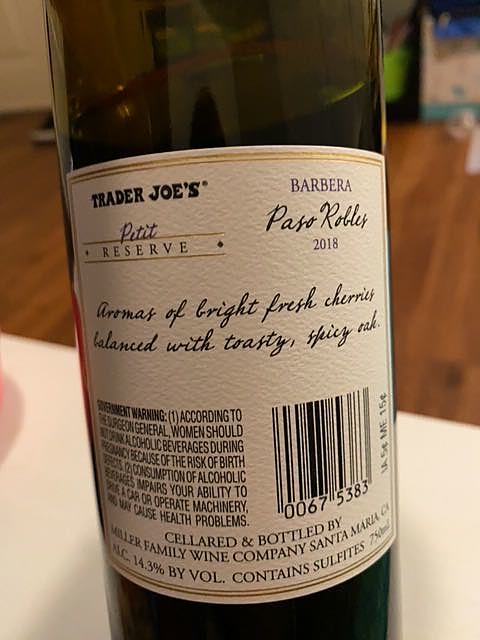 TRADER JOE'S®
Petit
RESERVE
BARBERA
Paso Robles
2018
Aromas of bright fresh cherries
balanced with toasty, spicy oak.
GOVERNMENT WARNING: (1) ACCORDING TO
THE SURGEON GENERAL, WOMEN SHOULD
NOT DRINK ALCOHOLIC BEVERAGES DURING
PREGNANCY BECAUSE OF THE RISK OF BIRTH
DEFECTS. (2) CONSUMPTION OF ALCOHOLIC
BEVERAGES IMPAIRS YOUR ABILITY TO
DRIVE A CAR OR OPERATE MACHINERY,
AND MAY CAUSE HEALTH PROBLEMS.
0067 5383
IA 5¢ ME 15¢
CELLARED & BOTTLED BY
MILLER FAMILY WINE COMPANY SANTA MARIA, CA
ALC. 14.3% BY VOL. CONTAINS SULFITES 750mL